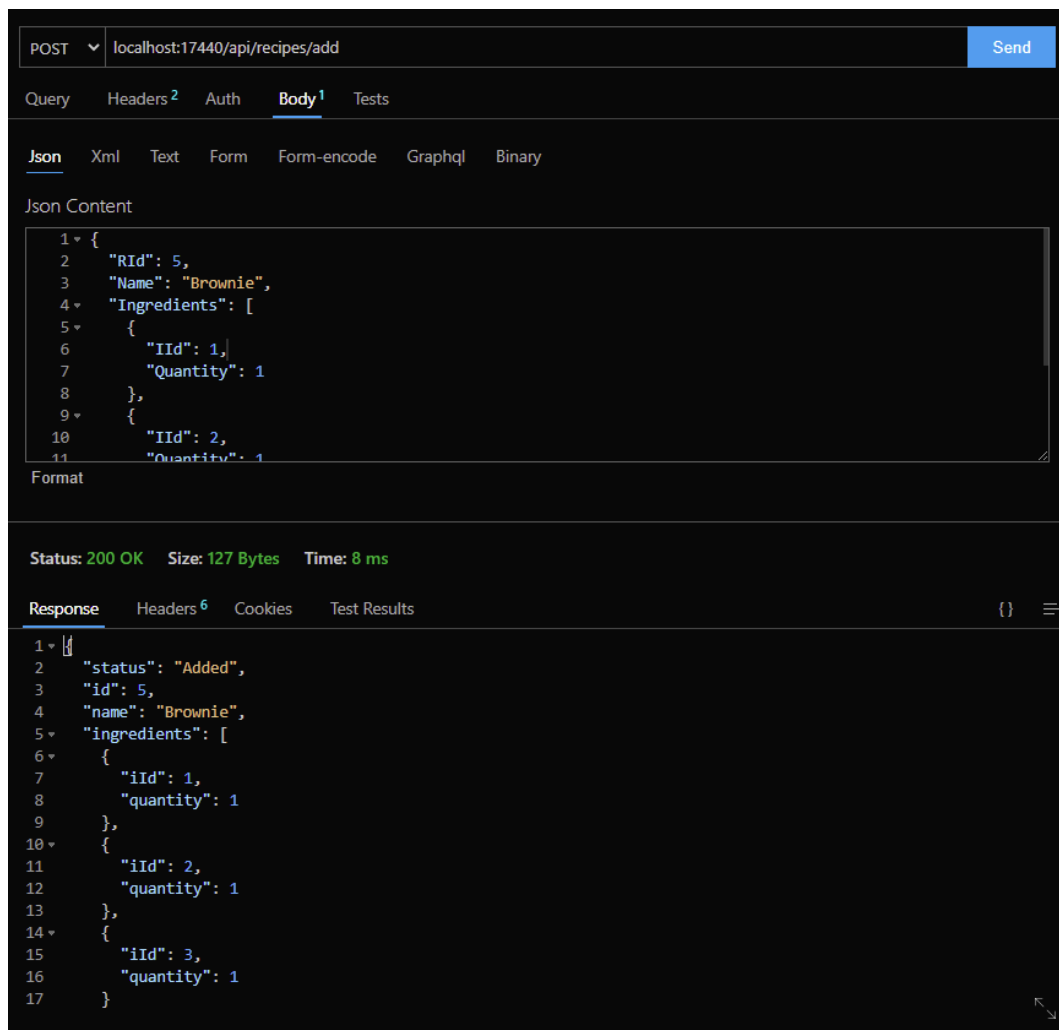 POST localhost:17440/api/recipes/add Send
Query Headers 2 Auth Body 1 Tests
Json Xml Text Form Form-encode Graphql Binary
Json Content
1 {
2 "RId": 5,
3 "Name": "Brownie",
4 "Ingredients": [
5 {
6 "IId": 1,
7 "Quantity": 1
8 },
9 {
10 "IId": 2,
11 "Quantity": 1
Format
Status: 200 OK Size: 127 Bytes Time: 8 ms
Response Headers 6 Cookies Test Results {}
1 {
2 "status": "Added",
3 "id": 5,
4 "name": "Brownie",
5 "ingredients": [
6 {
7 "iId": 1,
8 "quantity": 1
9 },
10 {
11 "iId": 2,
12 "quantity": 1
13 },
14 {
15 "iId": 3,
16 "quantity": 1
17 }